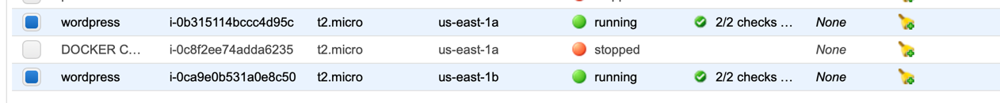 wordpress i-0b315114bccc4d95c t2.micro us-east-1a running 2/2 checks … None
DOCKER C… i-0c8f2ee74adda6235 t2.micro us-east-1a stopped None
wordpress i-0ca9e0b531a0e8c50 t2.micro us-east-1b running 2/2 checks … None